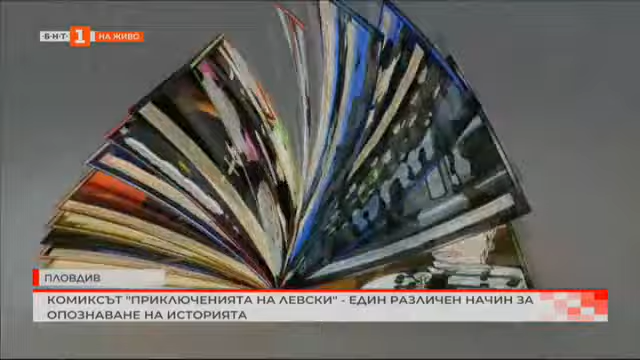 БНТ 1 НА ЖИВО
ПЛОВДИВ
КОМИКСЪТ "ПРИКЛЮЧЕНИЯТА НА ЛЕВСКИ" - ЕДИН РАЗЛИЧЕН НАЧИН ЗА
ОПОЗНАВАНЕ НА ИСТОРИЯТА